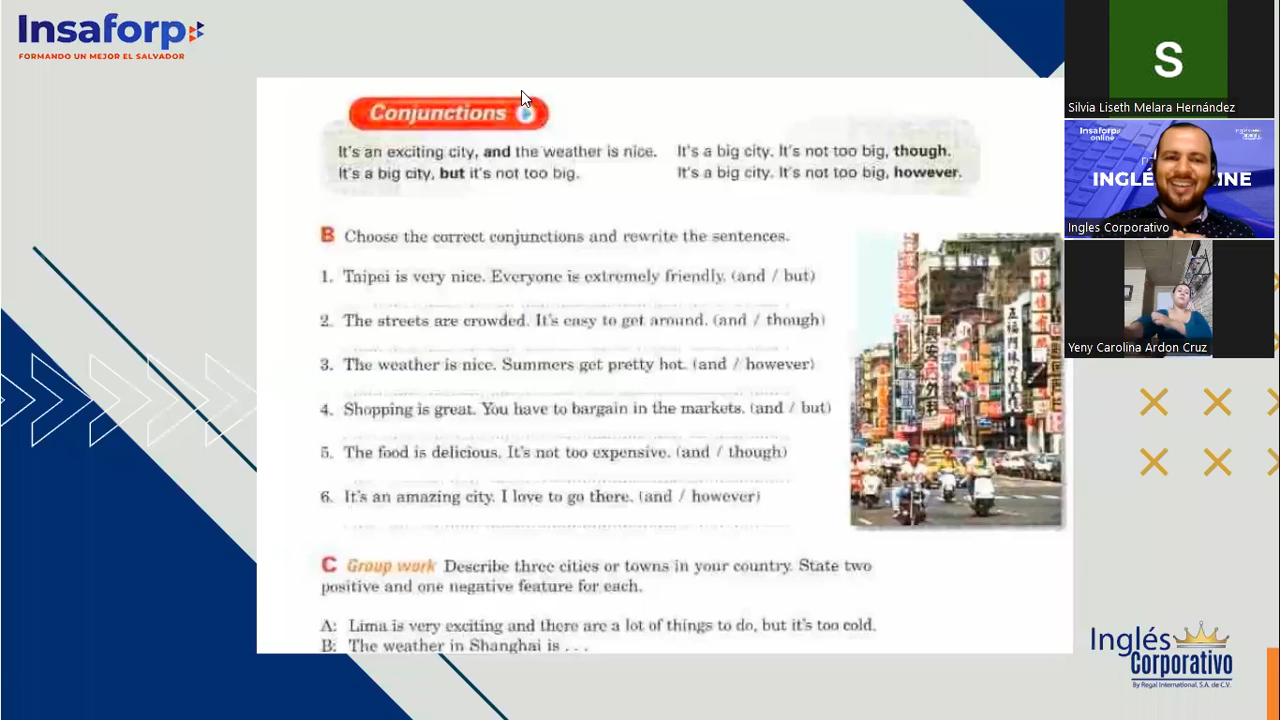 Insaforp
FORMANDO UN MEJOR EL SALVADOR
Conjunctions
It's an exciting city, and the weather is nice. It's a big city. It's not too big, though.
It's a big city, but it's not too big. It's a big city. It's not too big, however.
B Choose the correct conjunctions and rewrite the sentences.
1. Taipei is very nice. Everyone is extremely friendly. (and / but)
2. The streets are crowded. It's easy to get around. (and / though)
3. The weather is nice. Summers get pretty hot. (and / however)
4. Shopping is great. You have to bargain in the markets. (and / but)
5. The food is delicious. It's not too expensive. (and / though)
6. It's an amazing city. I love to go there. (and / however)
C Group work Describe three cities or towns in your country. State two
positive and one negative feature for each.
A: Lima is very exciting and there are a lot of things to do, but it's too cold.
B: The weather in Shanghai is . . .
S
Silvia Liseth Melara Hernández
Insaforp
online
INGLÉ INE
Ingles Corporativo
Yeny Carolina Ardon Cruz
Inglés
Corporativo
By Regal International, S.A. de C.V.